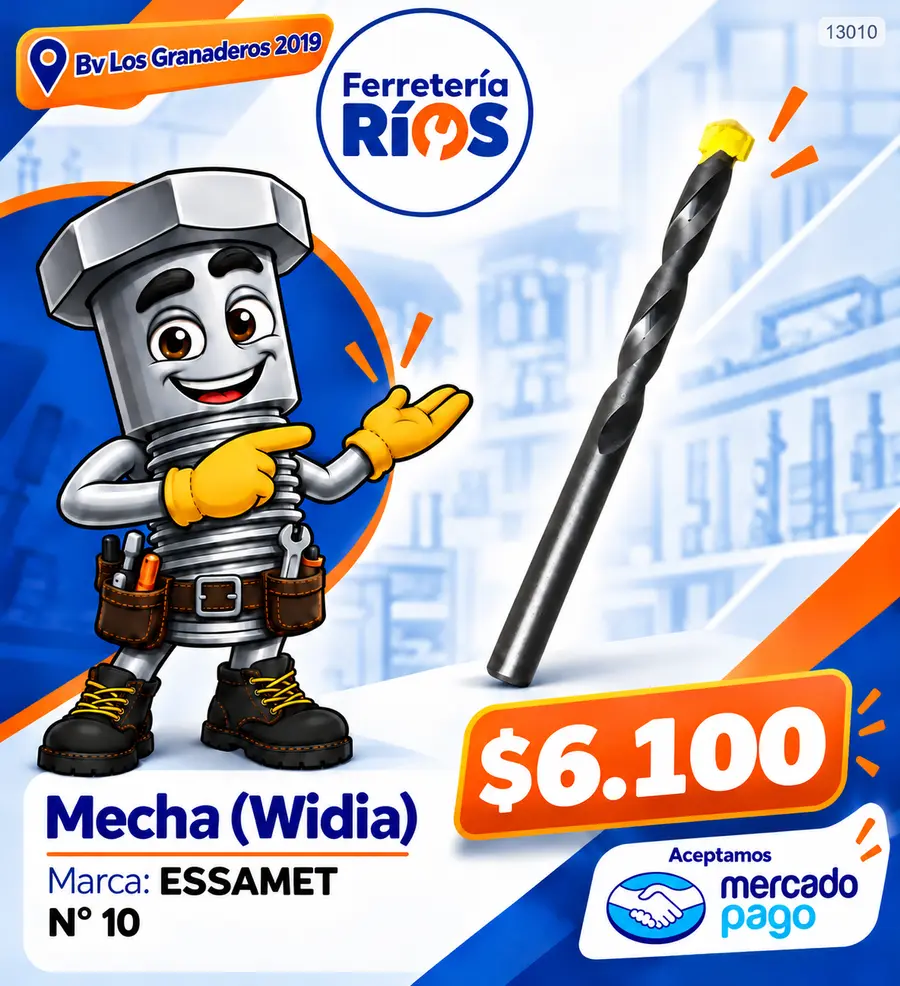 Bv Los Granaderos 2019
Ferretería
RÍOS
13010
$6.100
Mecha (Widia)
Marca: ESSAMET
N° 10
Aceptamos
mercado
pago